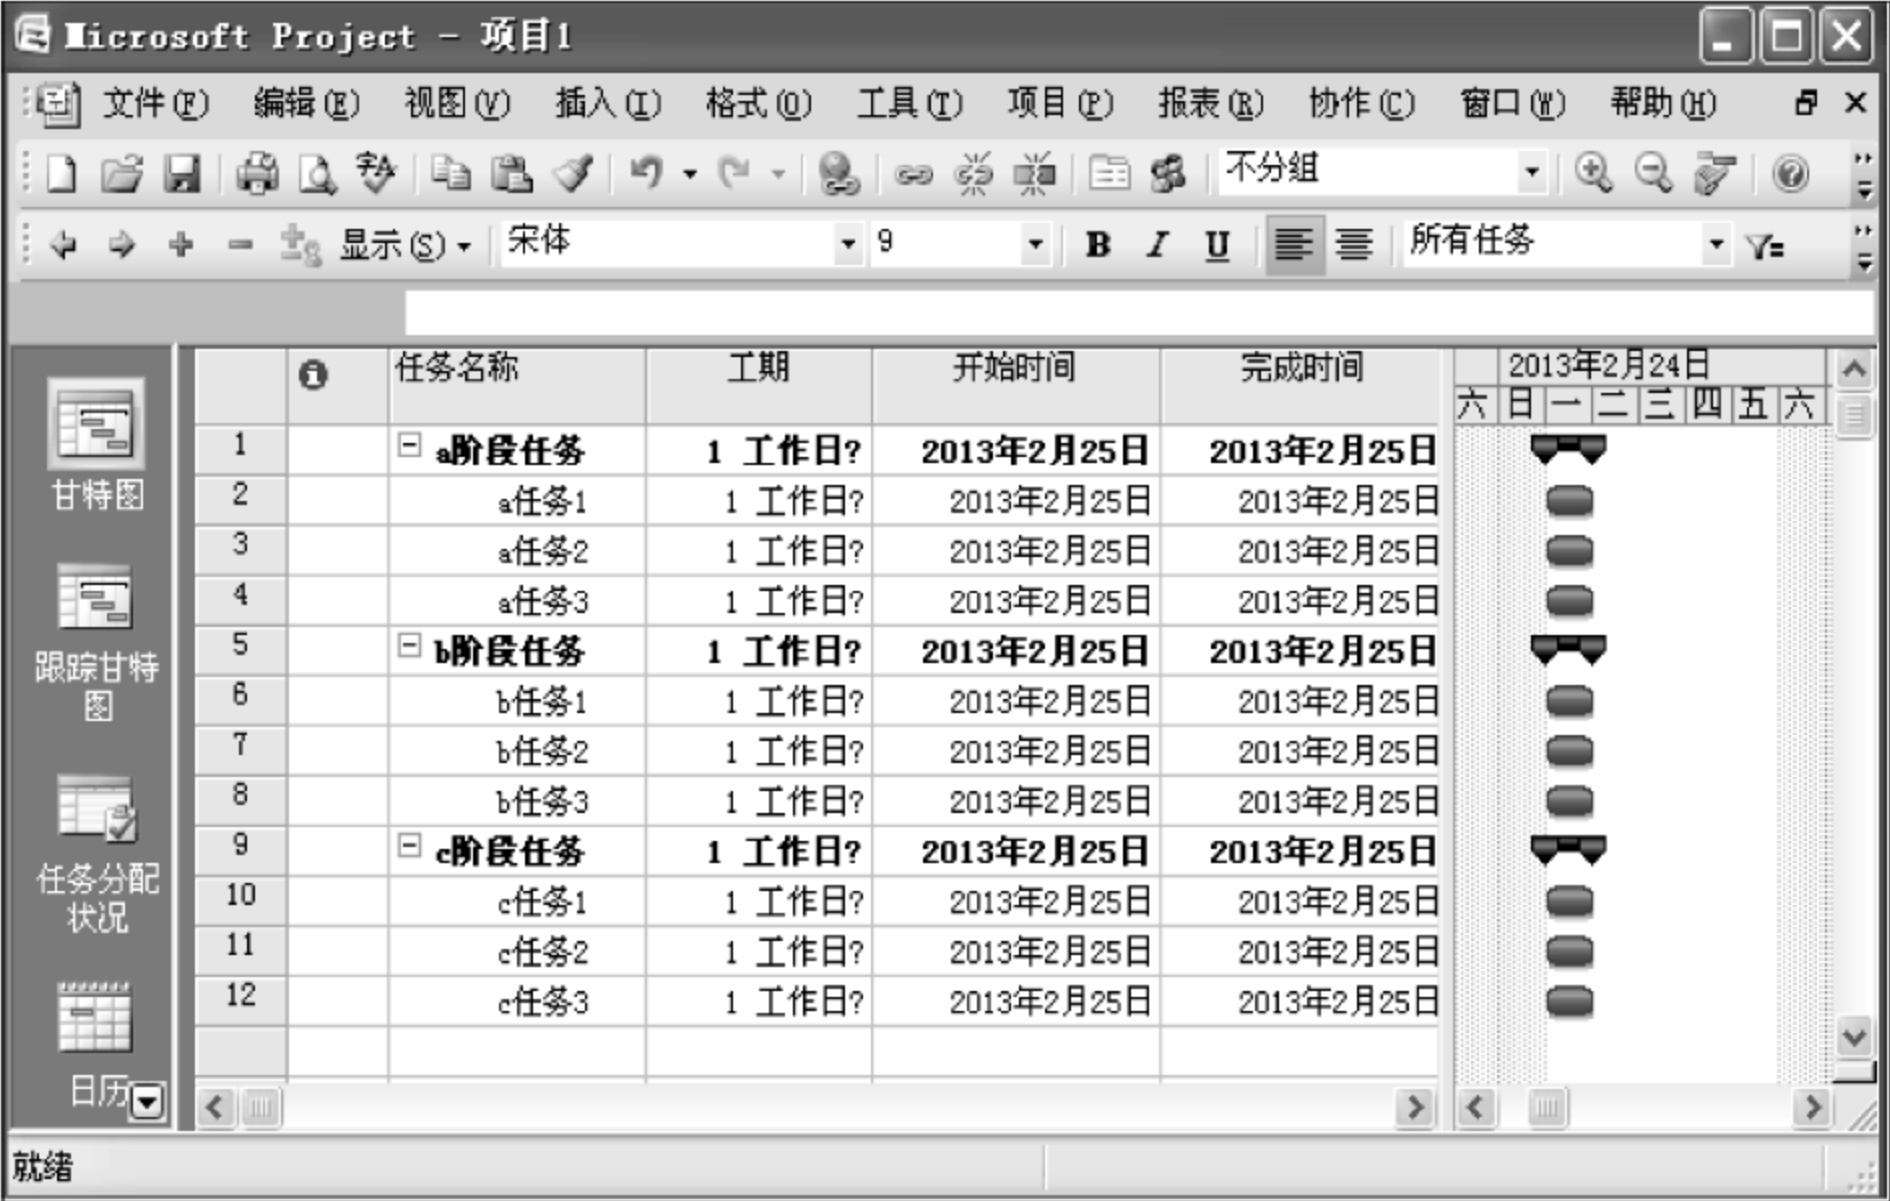 Microsoft Project - 项目1
文件(F) 编辑(E) 视图(V) 插入(I) 格式(O) 工具(T) 项目(P) 报表(R) 协作(C) 窗口(W) 帮助(H)
不分组
显示(S) 宋体 9 B I U 所有任务
任务名称 工期 开始时间 完成时间 2013年2月24日
六 日 一 二 三 四 五 六
1 a阶段任务 1 工作日? 2013年2月25日 2013年2月25日
2 a任务1 1 工作日? 2013年2月25日 2013年2月25日
3 a任务2 1 工作日? 2013年2月25日 2013年2月25日
4 a任务3 1 工作日? 2013年2月25日 2013年2月25日
5 b阶段任务 1 工作日? 2013年2月25日 2013年2月25日
6 b任务1 1 工作日? 2013年2月25日 2013年2月25日
7 b任务2 1 工作日? 2013年2月25日 2013年2月25日
8 b任务3 1 工作日? 2013年2月25日 2013年2月25日
9 c阶段任务 1 工作日? 2013年2月25日 2013年2月25日
10 c任务1 1 工作日? 2013年2月25日 2013年2月25日
11 c任务2 1 工作日? 2013年2月25日 2013年2月25日
12 c任务3 1 工作日? 2013年2月25日 2013年2月25日
甘特图
跟踪甘特
图
任务分配
状况
日历
就绪